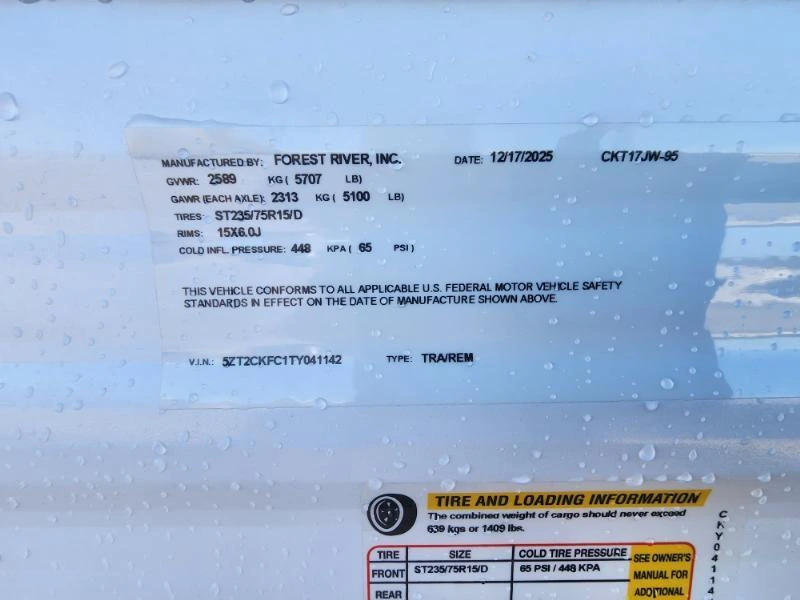 MANUFACTURED BY: FOREST RIVER, INC. DATE: 12/17/2025 CKT17JW-95
GVWR: 2589 KG ( 5707 LB)
GAWR (EACH AXLE): 2313 KG ( 5100 LB)
TIRES: ST235/75R15/D
RIMS: 15X6.0J
COLD INFL. PRESSURE: 448 KPA ( 65 PSI )
THIS VEHICLE CONFORMS TO ALL APPLICABLE U.S. FEDERAL MOTOR VEHICLE SAFETY
STANDARDS IN EFFECT ON THE DATE OF MANUFACTURE SHOWN ABOVE.
V.I.N.: 5ZT2CKFC1TY041142 TYPE: TRA/REM
TIRE AND LOADING INFORMATION
The combined weight of cargo should never exceed
639 kgs or 1409 lbs.
TIRE SIZE COLD TIRE PRESSURE SEE OWNER'S
FRONT ST235/75R15/D 65 PSI / 448 KPA MANUAL FOR
REAR ADDITIONAL
CKY04114